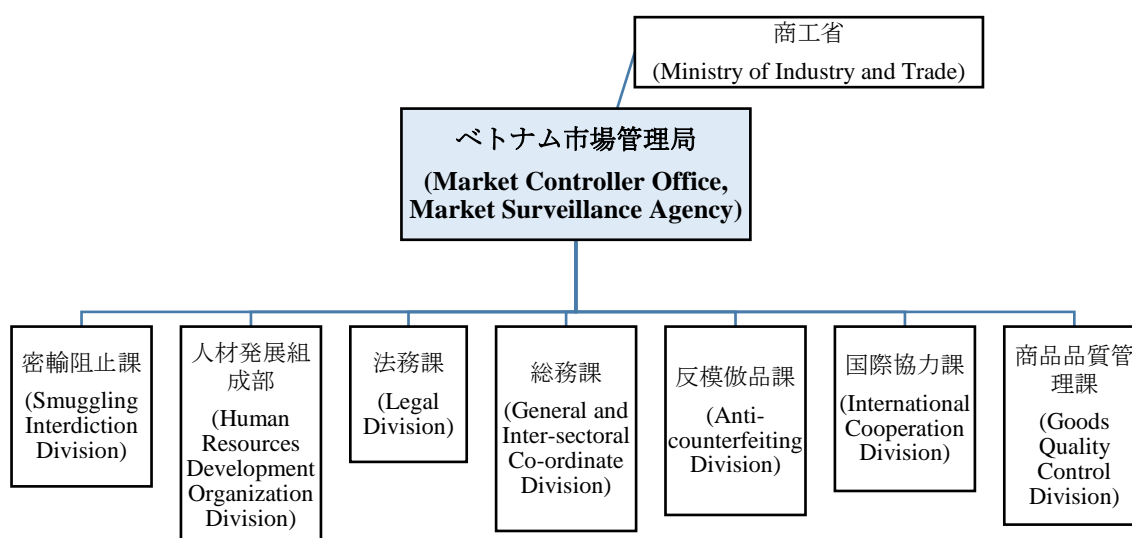 商工省
(Ministry of Industry and Trade)
ベトナム市場管理局
(Market Controller Office,
Market Surveillance Agency)
密輸阻止課
(Smuggling
Interdiction
Division)
人材発展組
成部
(Human
Resources
Development
Organization
Division)
法務課
(Legal
Division)
総務課
(General and
Inter-sectoral
Co-ordinate
Division)
反模倣品課
(Anti-
counterfeiting
Division)
国際協力課
(International
Cooperation
Division)
商品品質管
理課
(Goods
Quality
Control
Division)